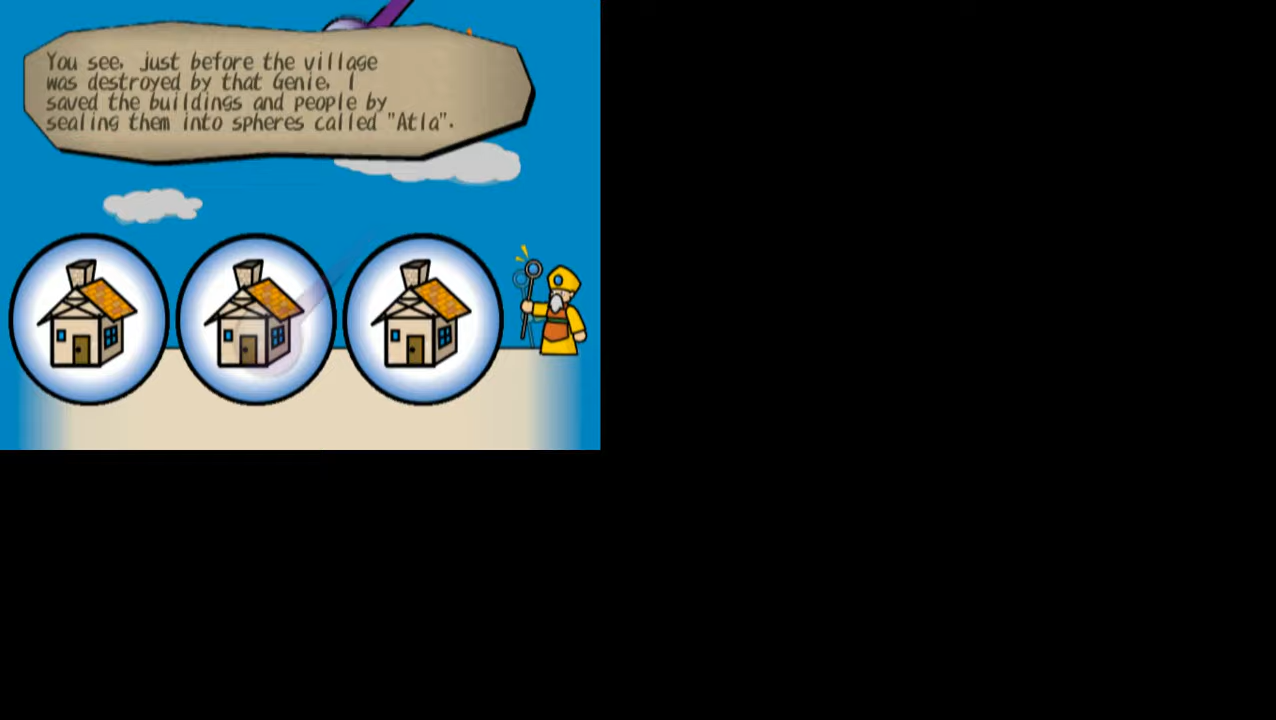 You see, just before the village
was destroyed by that Genie, I
saved the buildings and people by
sealing them into spheres called "Atla".